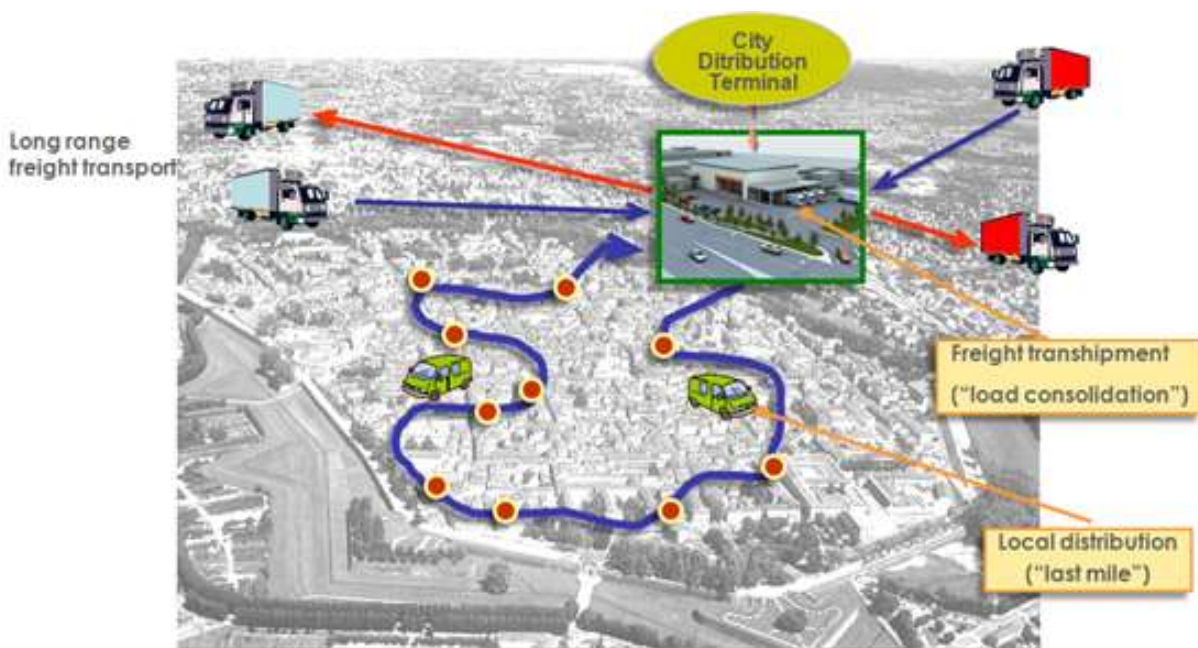 City
Ditribution
Terminal
Long range
freight transport
Freight transhipment
(“load consolidation”)
Local distribution
(“last mile”)